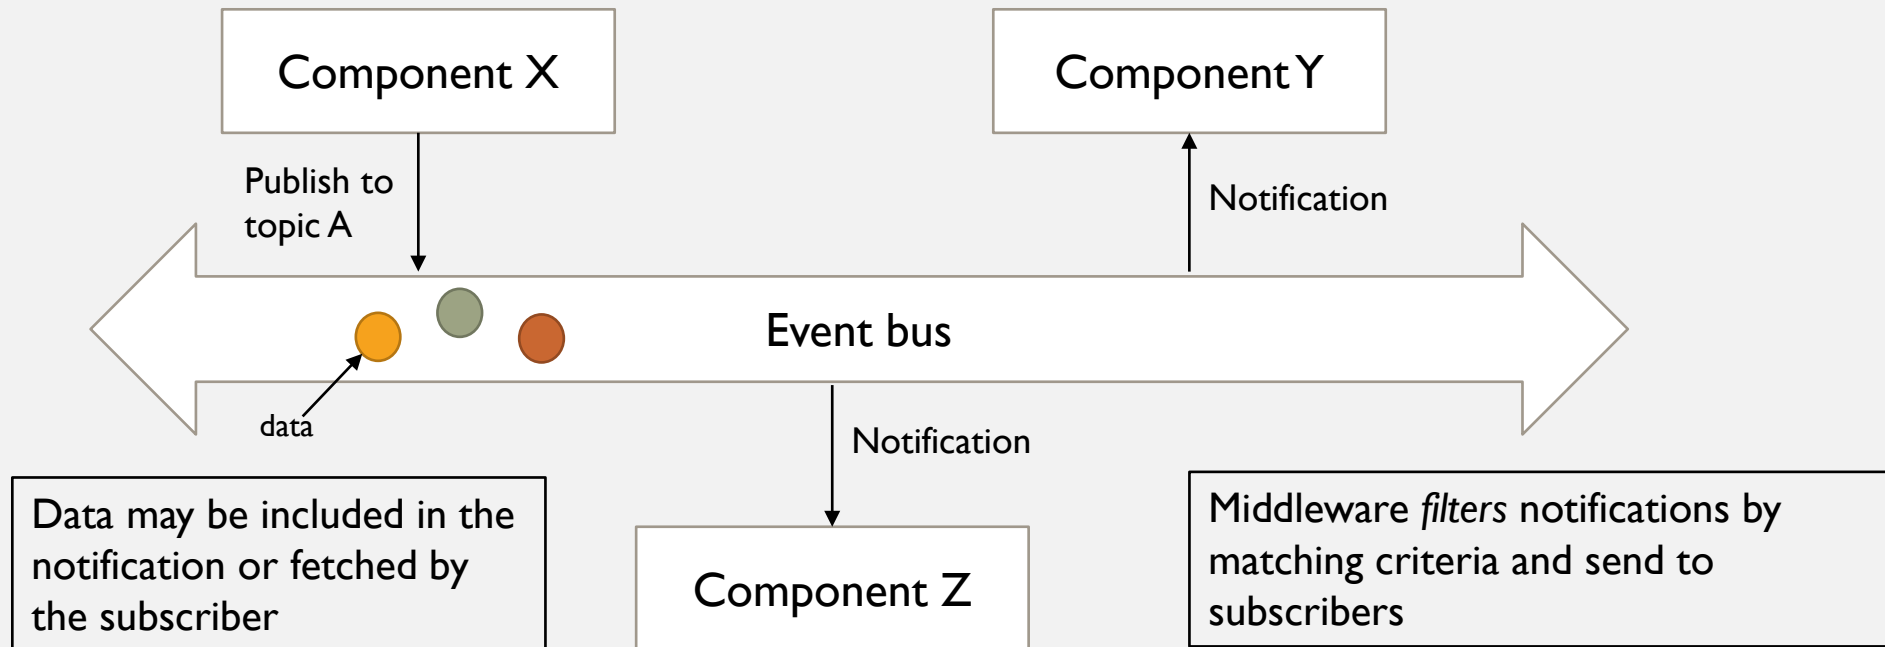 Component X
Component Y
Publish to
topic A
Notification
Event bus
data
Notification
Data may be included in the
notification or fetched by
the subscriber
Component Z
Middleware filters notifications by
matching criteria and send to
subscribers